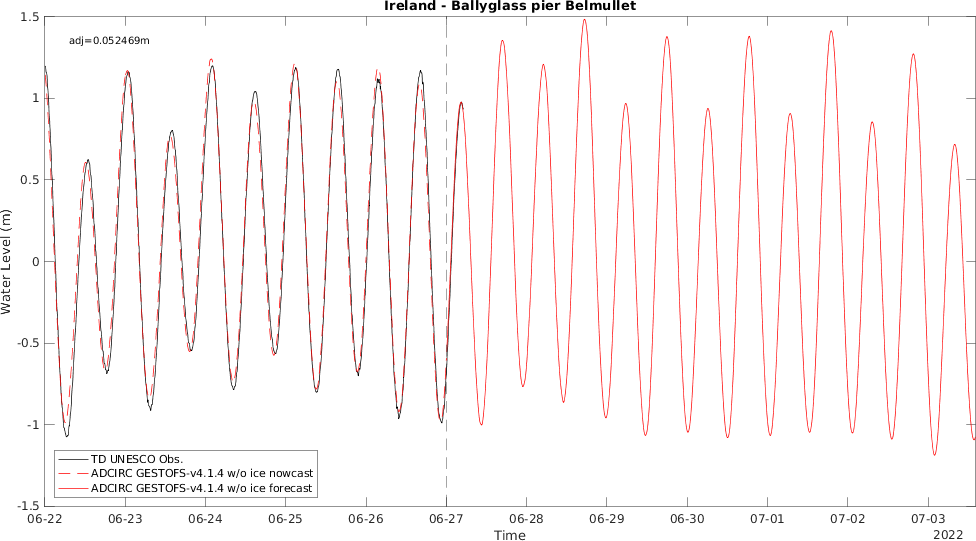 Ireland - Ballyglass pier Belmullet
adj=0.052469m
Water Level (m)
1.5
1
0.5
0
-0.5
-1
-1.5
TD UNESCO Obs.
ADCIRC GESTOFS-v4.1.4 w/o ice nowcast
ADCIRC GESTOFS-v4.1.4 w/o ice forecast
06-22 06-23 06-24 06-25 06-26 06-27 06-28 06-29 06-30 07-01 07-02 07-03
Time
2022